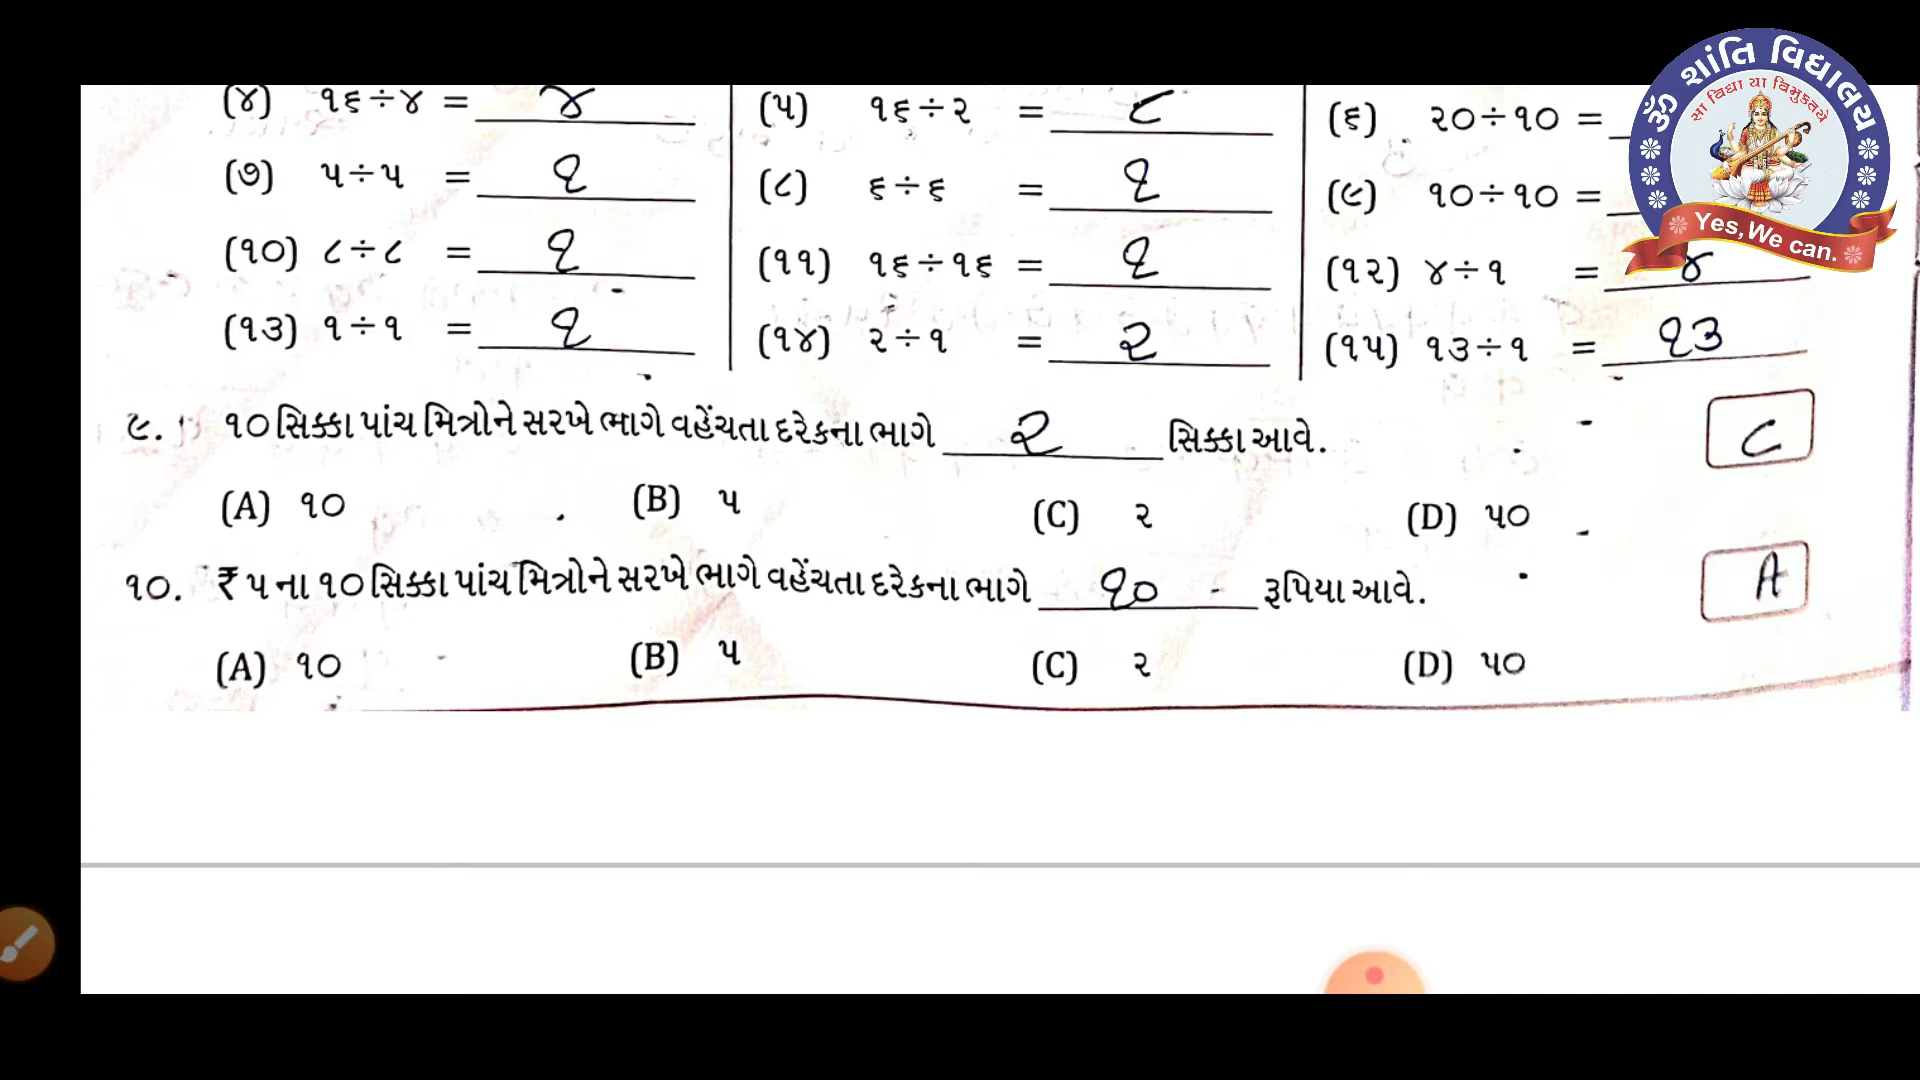 ૐ શાંતિ વિદ્યાલય
સા વિદ્યા યા વિમુક્તયે
Yes, We can.
(૪) ૧૬÷૪ = ૪ (૫) ૧૬÷૨ = ૮ (૬) ૨૦÷૧૦ =
(૭) ૫÷૫ = ૧ (૮) ૬÷૬ = ૧ (૯) ૧૦÷૧૦ =
(૧૦) ૮÷૮ = ૧ (૧૧) ૧૬÷૧૬ = ૧ (૧૨) ૪÷૧ = ૪
(૧૩) ૧÷૧ = ૧ (૧૪) ૨÷૧ = ૨ (૧૫) ૧૩÷૧ = ૧૩
૯. ૧૦ સિક્કા પાંચ મિત્રોને સરખે ભાગે વહેંચતા દરેકના ભાગે ૨ સિક્કા આવે. C
(A) ૧૦ (B) ૫ (C) ૨ (D) ૫૦
૧૦. ₹ ૫ ના ૧૦ સિક્કા પાંચ મિત્રોને સરખે ભાગે વહેંચતા દરેકના ભાગે ૧૦ રૂપિયા આવે. A
(A) ૧૦ (B) ૫ (C) ૨ (D) ૫૦